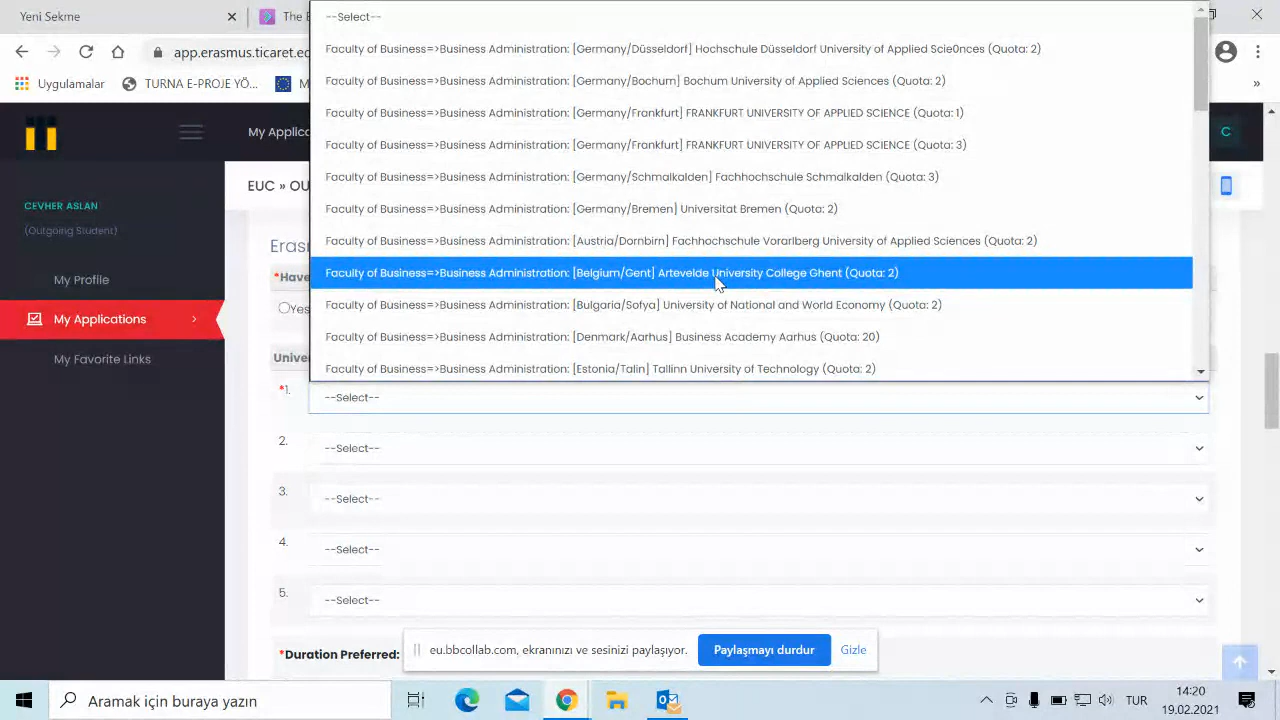 Yeni Sekme
The E
app.erasmus.ticaret.ec
Uygulamalar
TURNA E-PROJE YÖ...
M
»
My Applic
C
EUC » OU
CEVHER ASLAN
(Outgoing Student)
My Profile
My Applications
My Favorite Links
--Select--
Faculty of Business=>Business Administration: [Germany/Düsseldorf] Hochschule Düsseldorf University of Applied Scie0nces (Quota: 2)
Faculty of Business=>Business Administration: [Germany/Bochum] Bochum University of Applied Sciences (Quota: 2)
Faculty of Business=>Business Administration: [Germany/Frankfurt] FRANKFURT UNIVERSITY OF APPLIED SCIENCE (Quota: 1)
Faculty of Business=>Business Administration: [Germany/Frankfurt] FRANKFURT UNIVERSITY OF APPLIED SCIENCE (Quota: 3)
Faculty of Business=>Business Administration: [Germany/Schmalkalden] Fachhochschule Schmalkalden (Quota: 3)
Faculty of Business=>Business Administration: [Germany/Bremen] Universitat Bremen (Quota: 2)
Faculty of Business=>Business Administration: [Austria/Dornbirn] Fachhochschule Vorarlberg University of Applied Sciences (Quota: 2)
Faculty of Business=>Business Administration: [Belgium/Gent] Artevelde University College Ghent (Quota: 2)
Faculty of Business=>Business Administration: [Bulgaria/Sofya] University of National and World Economy (Quota: 2)
Faculty of Business=>Business Administration: [Denmark/Aarhus] Business Academy Aarhus (Quota: 20)
Faculty of Business=>Business Administration: [Estonia/Talin] Tallinn University of Technology (Quota: 2)
Eras
*Have
Yes
Univer
*1. --Select--
2. --Select--
3. --Select--
4. --Select--
5. --Select--
*Duration Preferred:
eu.bbcollab.com, ekranınızı ve sesinizi paylaşıyor. Paylaşmayı durdur Gizle
Aramak için buraya yazın
TUR
14:20
19.02.2021